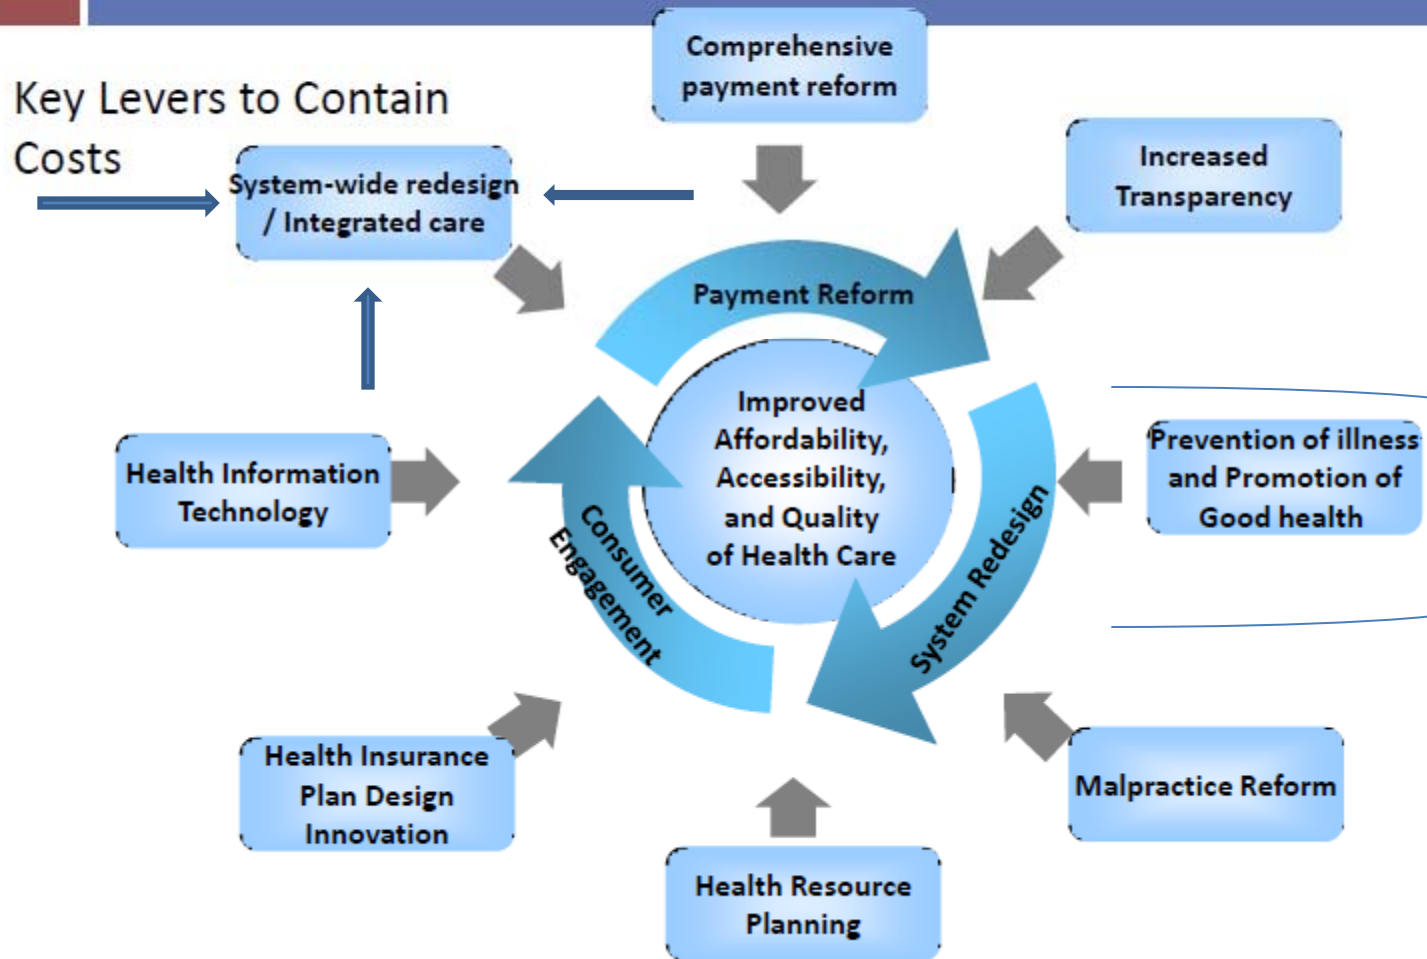 Key Levers to Contain
Costs
Comprehensive
payment reform
Increased
Transparency
System-wide redesign
/ Integrated care
Payment Reform
Improved
Affordability,
Accessibility,
and Quality
of Health Care
Prevention of illness
and Promotion of
Good health
Health Information
Technology
Consumer
Engagement
System Redesign
Health Insurance
Plan Design
Innovation
Malpractice Reform
Health Resource
Planning